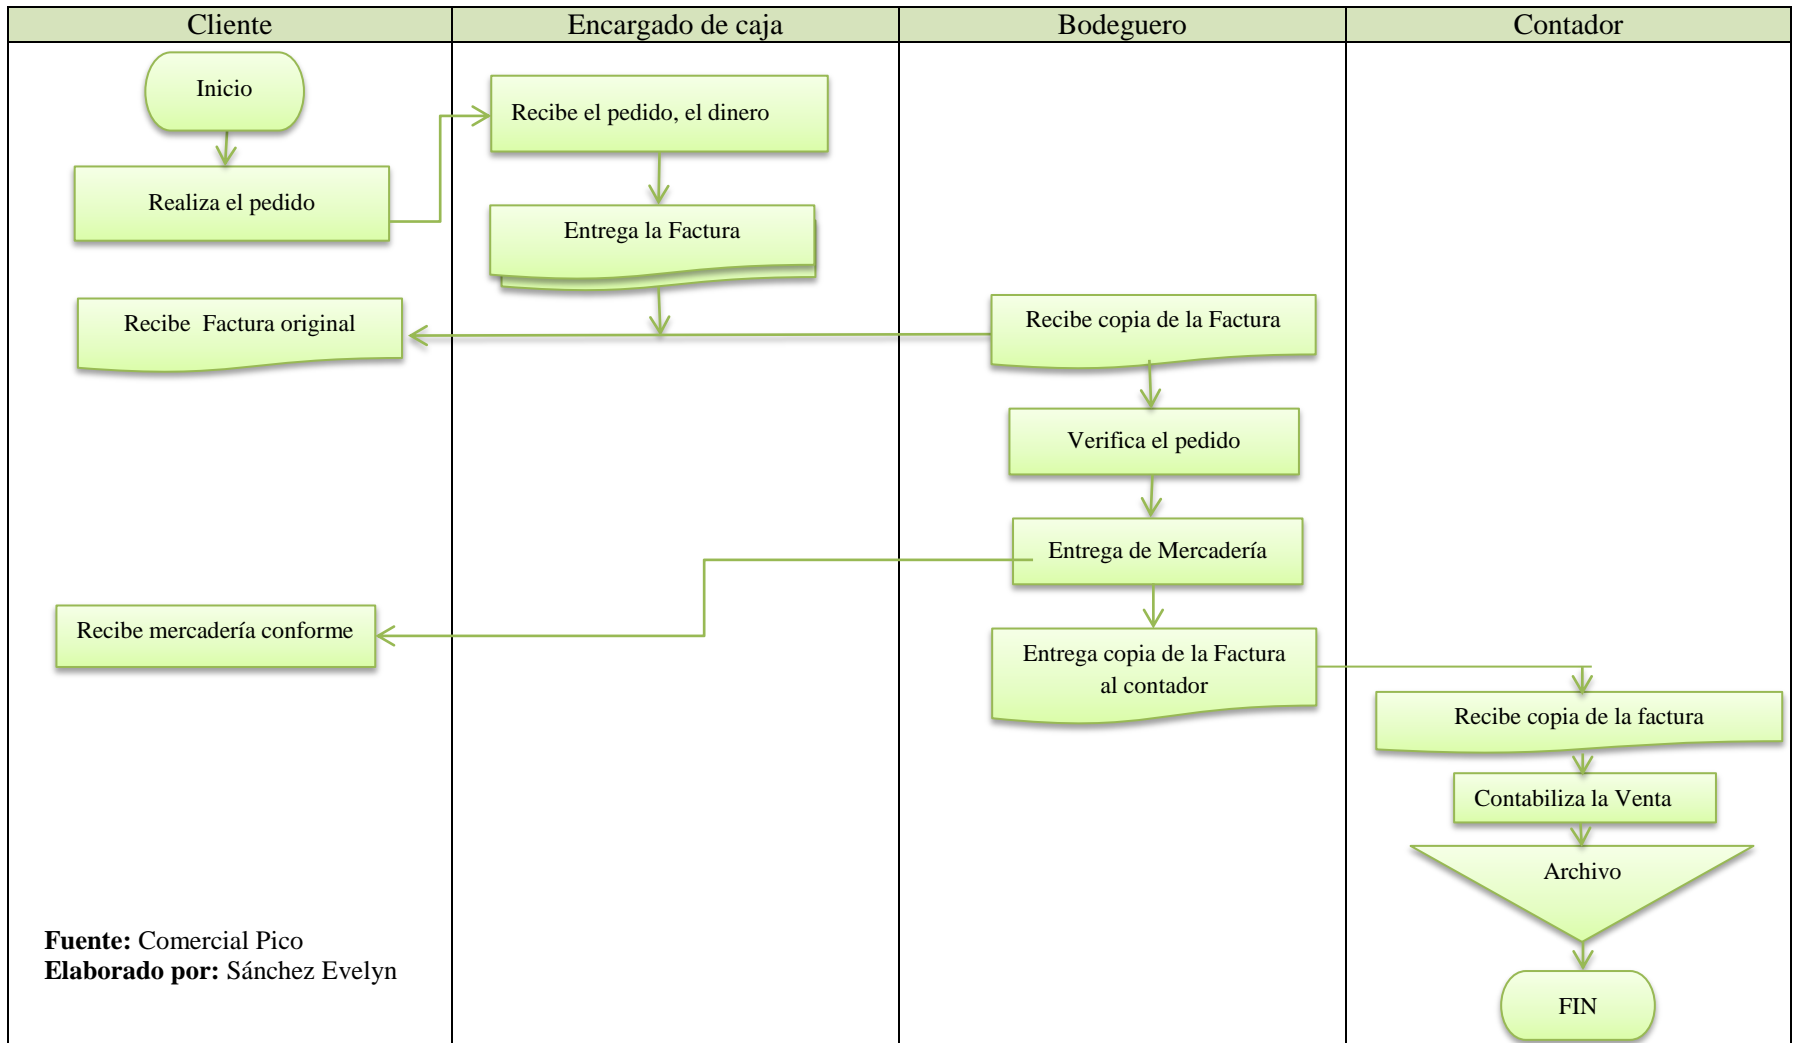 Cliente
Encargado de caja
Bodeguero
Contador
Inicio
Recibe el pedido, el dinero
Realiza el pedido
Entrega la Factura
Recibe Factura original
Recibe copia de la Factura
Verifica el pedido
Entrega de Mercadería
Recibe mercadería conforme
Entrega copia de la Factura
al contador
Recibe copia de la factura
Contabiliza la Venta
Archivo
Fuente: Comercial Pico
Elaborado por: Sánchez Evelyn
FIN